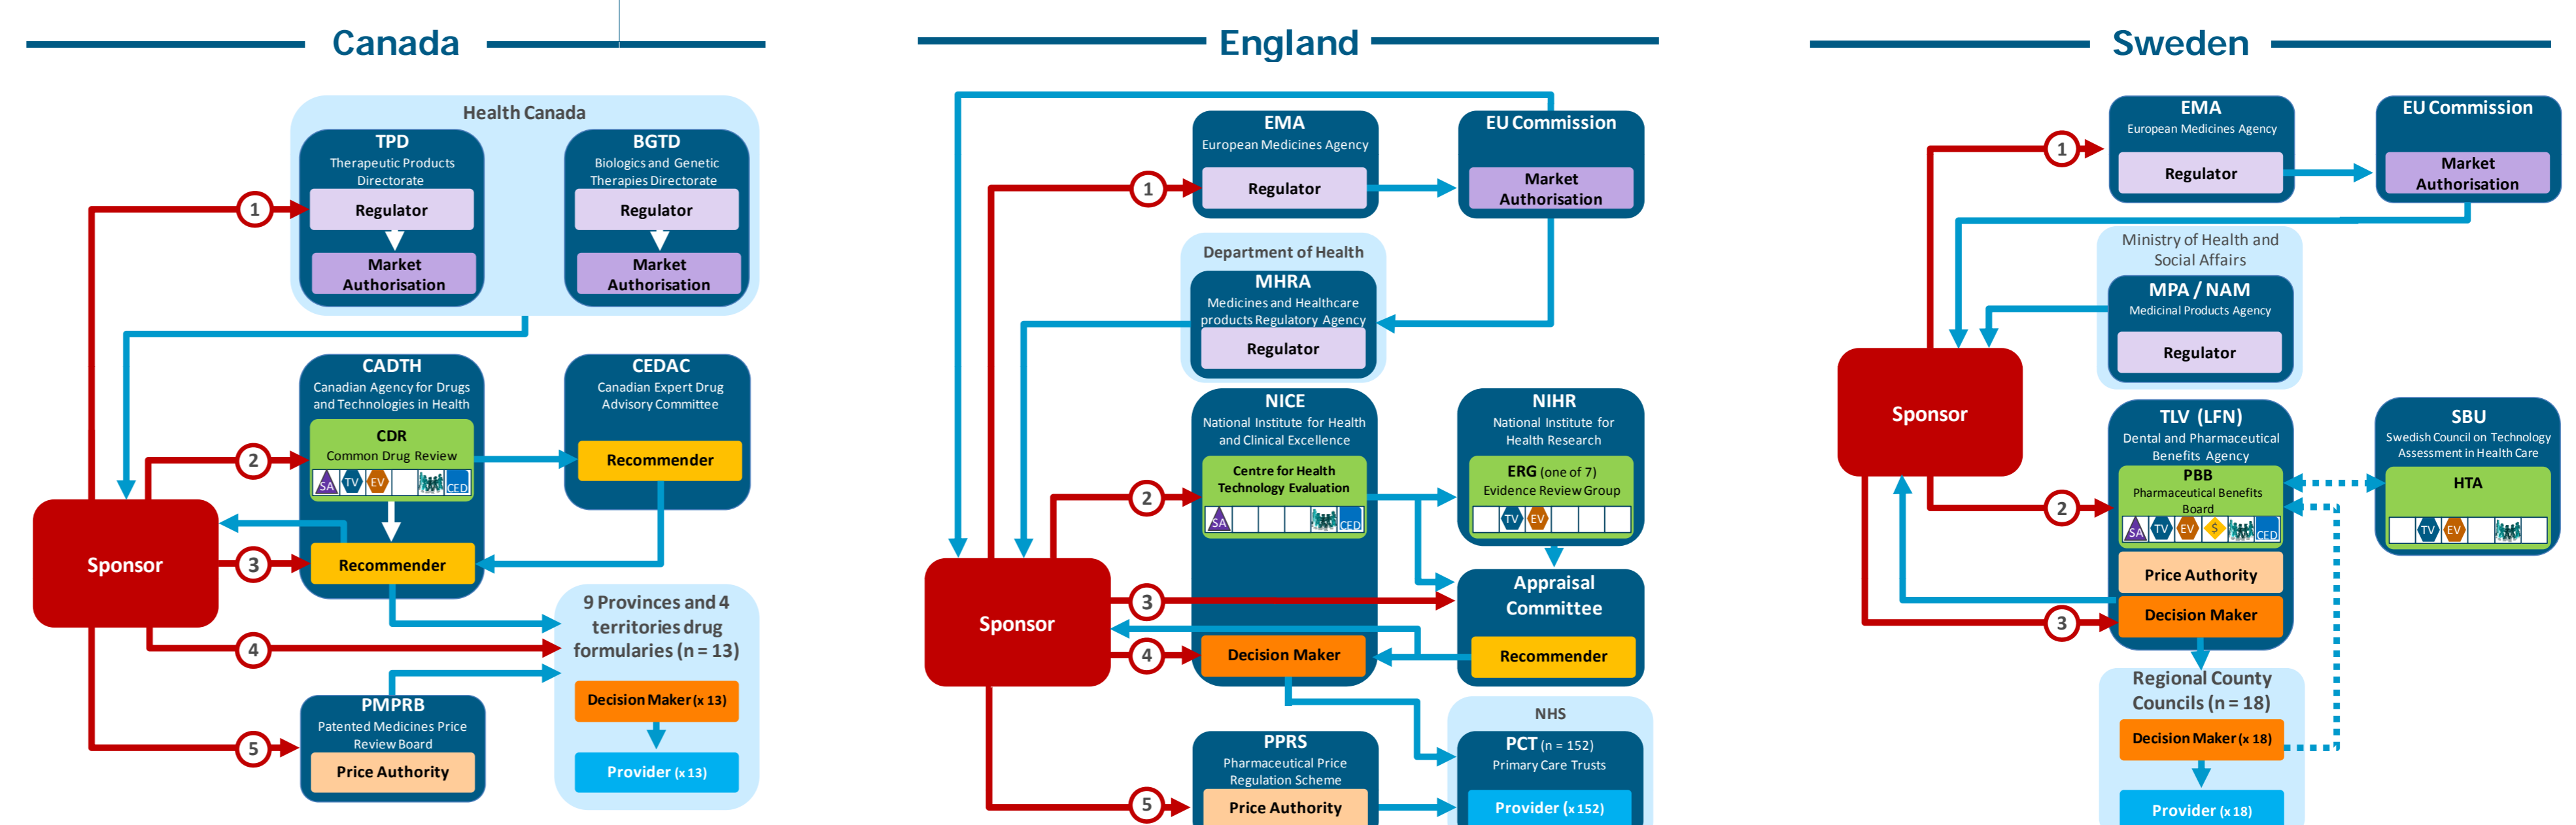 Canada
Health Canada
TPD
Therapeutic Products
Directorate
Regulator
Market
Authorisation
BGTD
Biologics and Genetic
Therapies Directorate
Regulator
Market
Authorisation
1
CADTH
Canadian Agency for Drugs
and Technologies in Health
CDR
Common Drug Review
SA TV EV CED
Recommender
CEDAC
Canadian Expert Drug
Advisory Committee
Recommender
2
Sponsor
3
9 Provinces and 4
territories drug
formularies (n = 13)
Decision Maker (x 13)
Provider (x 13)
4
PMPRB
Patented Medicines Price
Review Board
Price Authority
5
England
EMA
European Medicines Agency
Regulator
EU Commission
Market
Authorisation
1
Department of Health
MHRA
Medicines and Healthcare
products Regulatory Agency
Regulator
NICE
National Institute for Health
and Clinical Excellence
Centre for Health
Technology Evaluation
SA CED
Decision Maker
NIHR
National Institute for
Health Research
ERG (one of 7)
Evidence Review Group
TV EV
2
Appraisal
Committee
Recommender
Sponsor
3
4
NHS
PCT (n = 152)
Primary Care Trusts
Provider (x 152)
PPRS
Pharmaceutical Price
Regulation Scheme
Price Authority
5
Sweden
EMA
European Medicines Agency
Regulator
EU Commission
Market
Authorisation
1
Ministry of Health and
Social Affairs
MPA / NAM
Medicinal Products Agency
Regulator
Sponsor
TLV (LFN)
Dental and Pharmaceutical
Benefits Agency
PBB
Pharmaceutical Benefits
Board
SA TV EV $ CED
Price Authority
Decision Maker
SBU
Swedish Council on Technology
Assessment in Health Care
HTA
TV EV
2
3
Regional County
Councils (n = 18)
Decision Maker (x 18)
Provider (x 18)